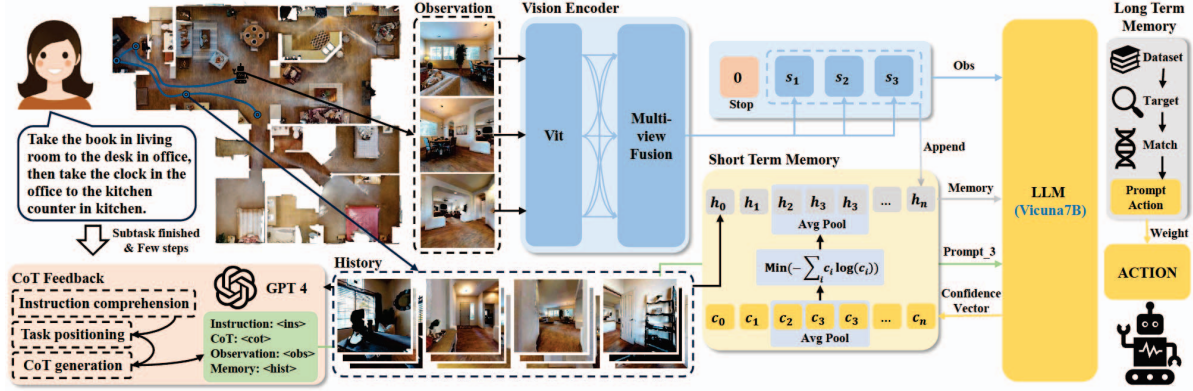 Observation
Vision Encoder
Long Term
Memory
Take the book in living
room to the desk in office,
then take the clock in the
office to the kitchen
counter in kitchen.
Subtask finished
& Few steps
Vit
Multi-
view
Fusion
0
Stop
s₁
s₂
s₃
Obs
Append
Short Term Memory
h₀ h₁ h₂ h₃ h₃ ... hₙ
Avg Pool
Min(−∑ᵢ cᵢ log(cᵢ))
c₀ c₁ c₂ c₃ c₃ ... cₙ
Avg Pool
Memory
Prompt_3
Confidence
Vector
LLM
(Vicuna7B)
Dataset
Target
Match
Prompt
Action
Weight
ACTION
CoT Feedback
Instruction comprehension
Task positioning
CoT generation
GPT 4
Instruction: <ins>
CoT: <cot>
Observation: <obs>
Memory: <hist>
History